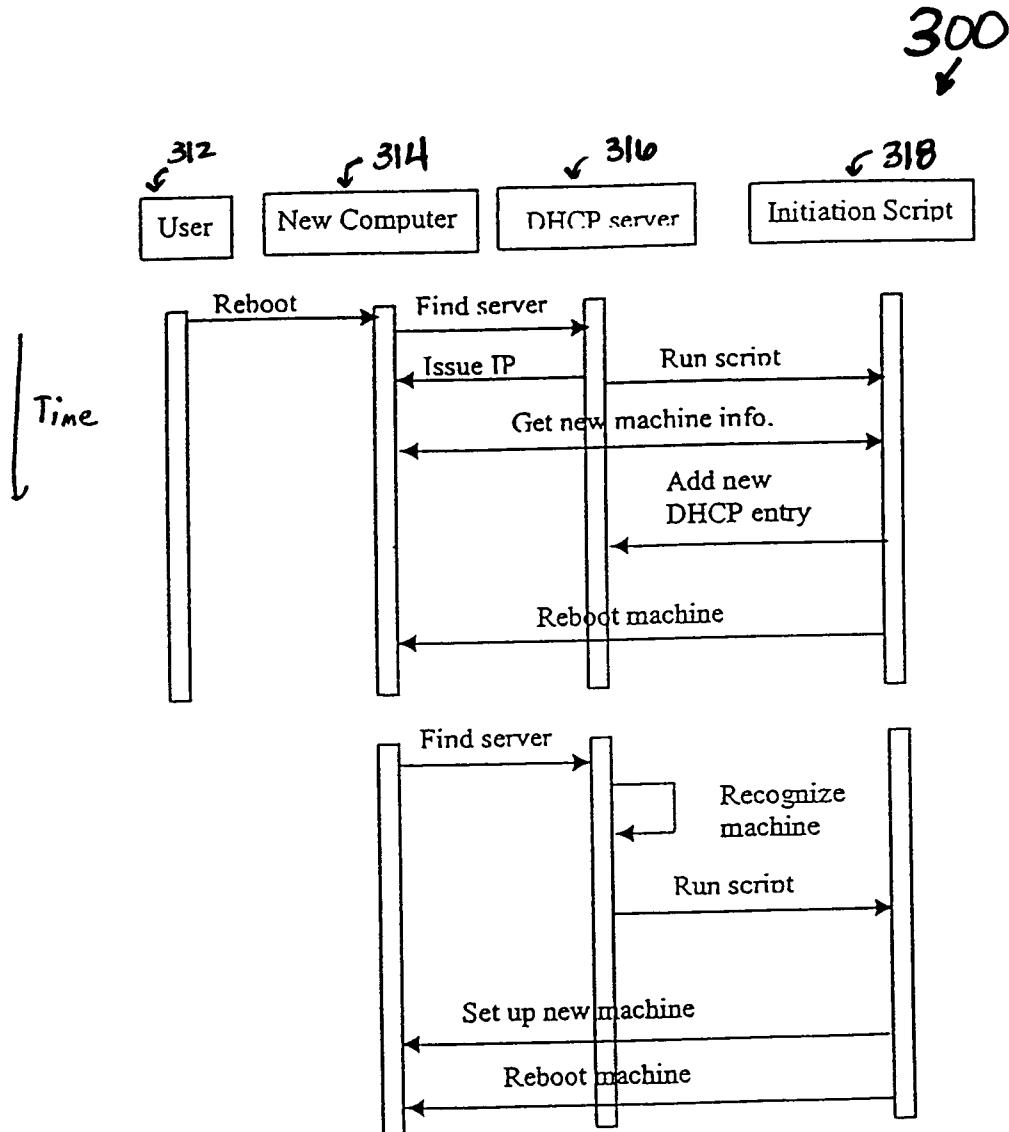 300
312
314
316
318
User
New Computer
DHCP server
Initiation Script
Reboot
Find server
Issue IP
Run script
Time
Get new machine info.
Add new
DHCP entry
Reboot machine
Find server
Recognize
machine
Run script
Set up new machine
Reboot machine